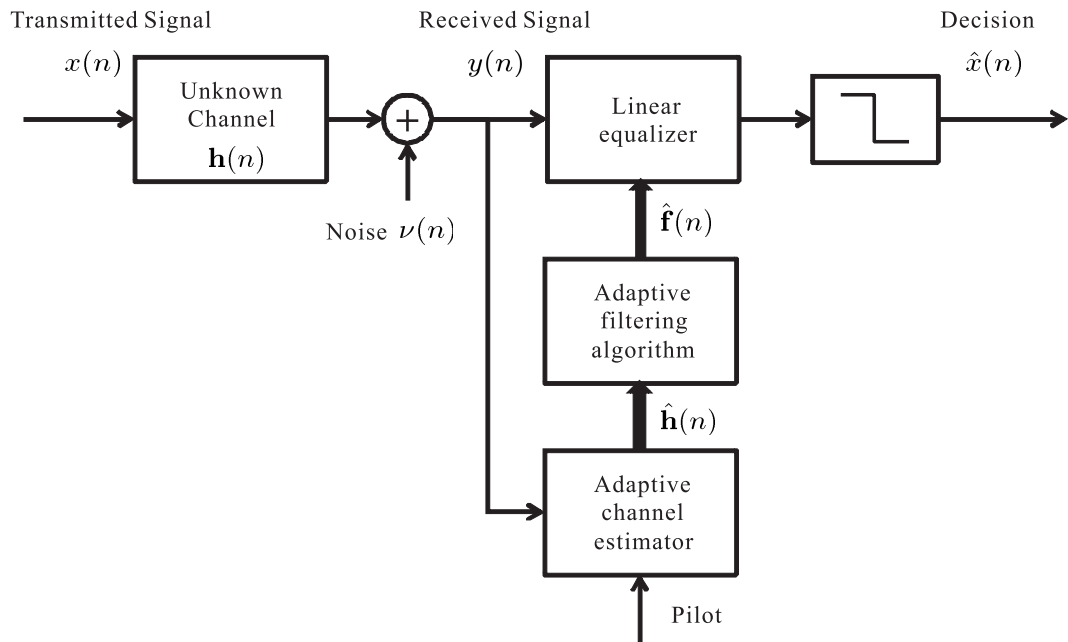 Transmitted Signal
Received Signal
Decision
x(n)
y(n)
x̂(n)
Unknown
Channel
h(n)
+
Linear
equalizer
Noise ν(n)
f̂(n)
Adaptive
filtering
algorithm
ĥ(n)
Adaptive
channel
estimator
Pilot